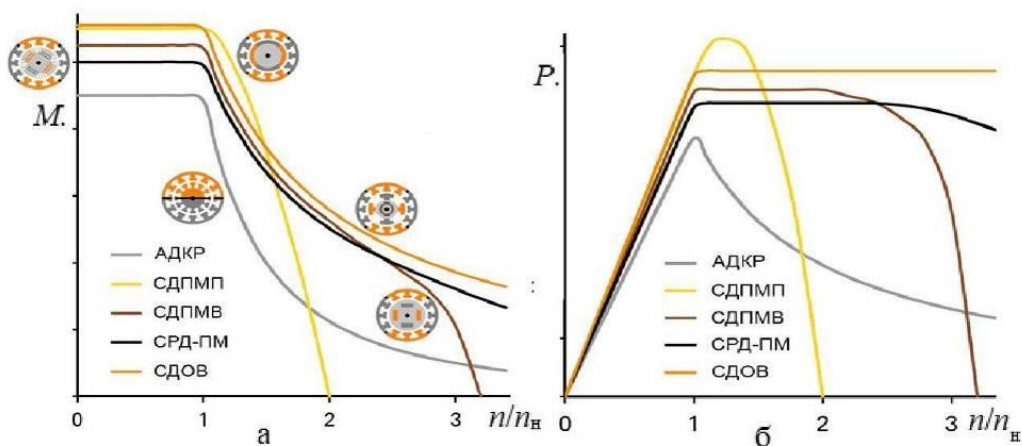 М.
АДКР
СДПМП
СДПМВ
СРД-ПМ
СДОВ
0
1
2
3
n/nн
а
:
P.
АДКР
СДПМП
СДПМВ
СРД-ПМ
СДОВ
0
1
2
3
n/nн
б